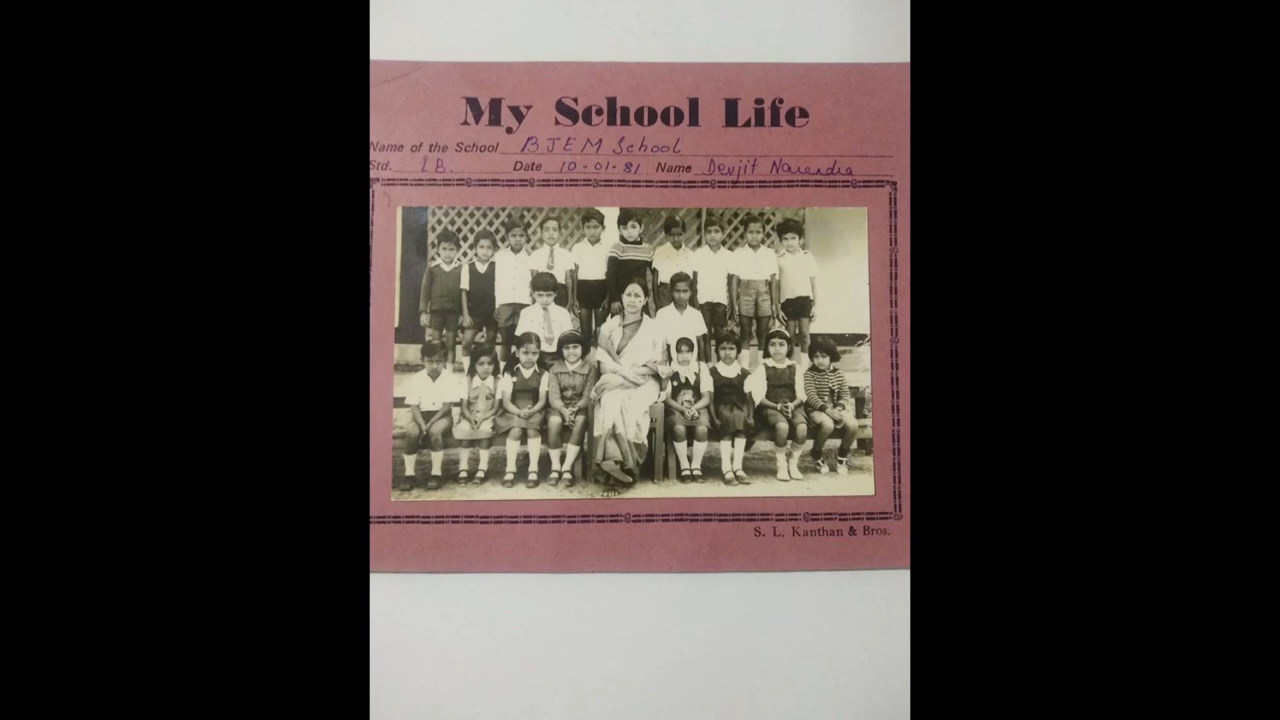 My School Life
Name of the School BJEM School
Std. 1B. Date 10-01-81 Name Devjit Narendra
S. L. Kanthan & Bros.